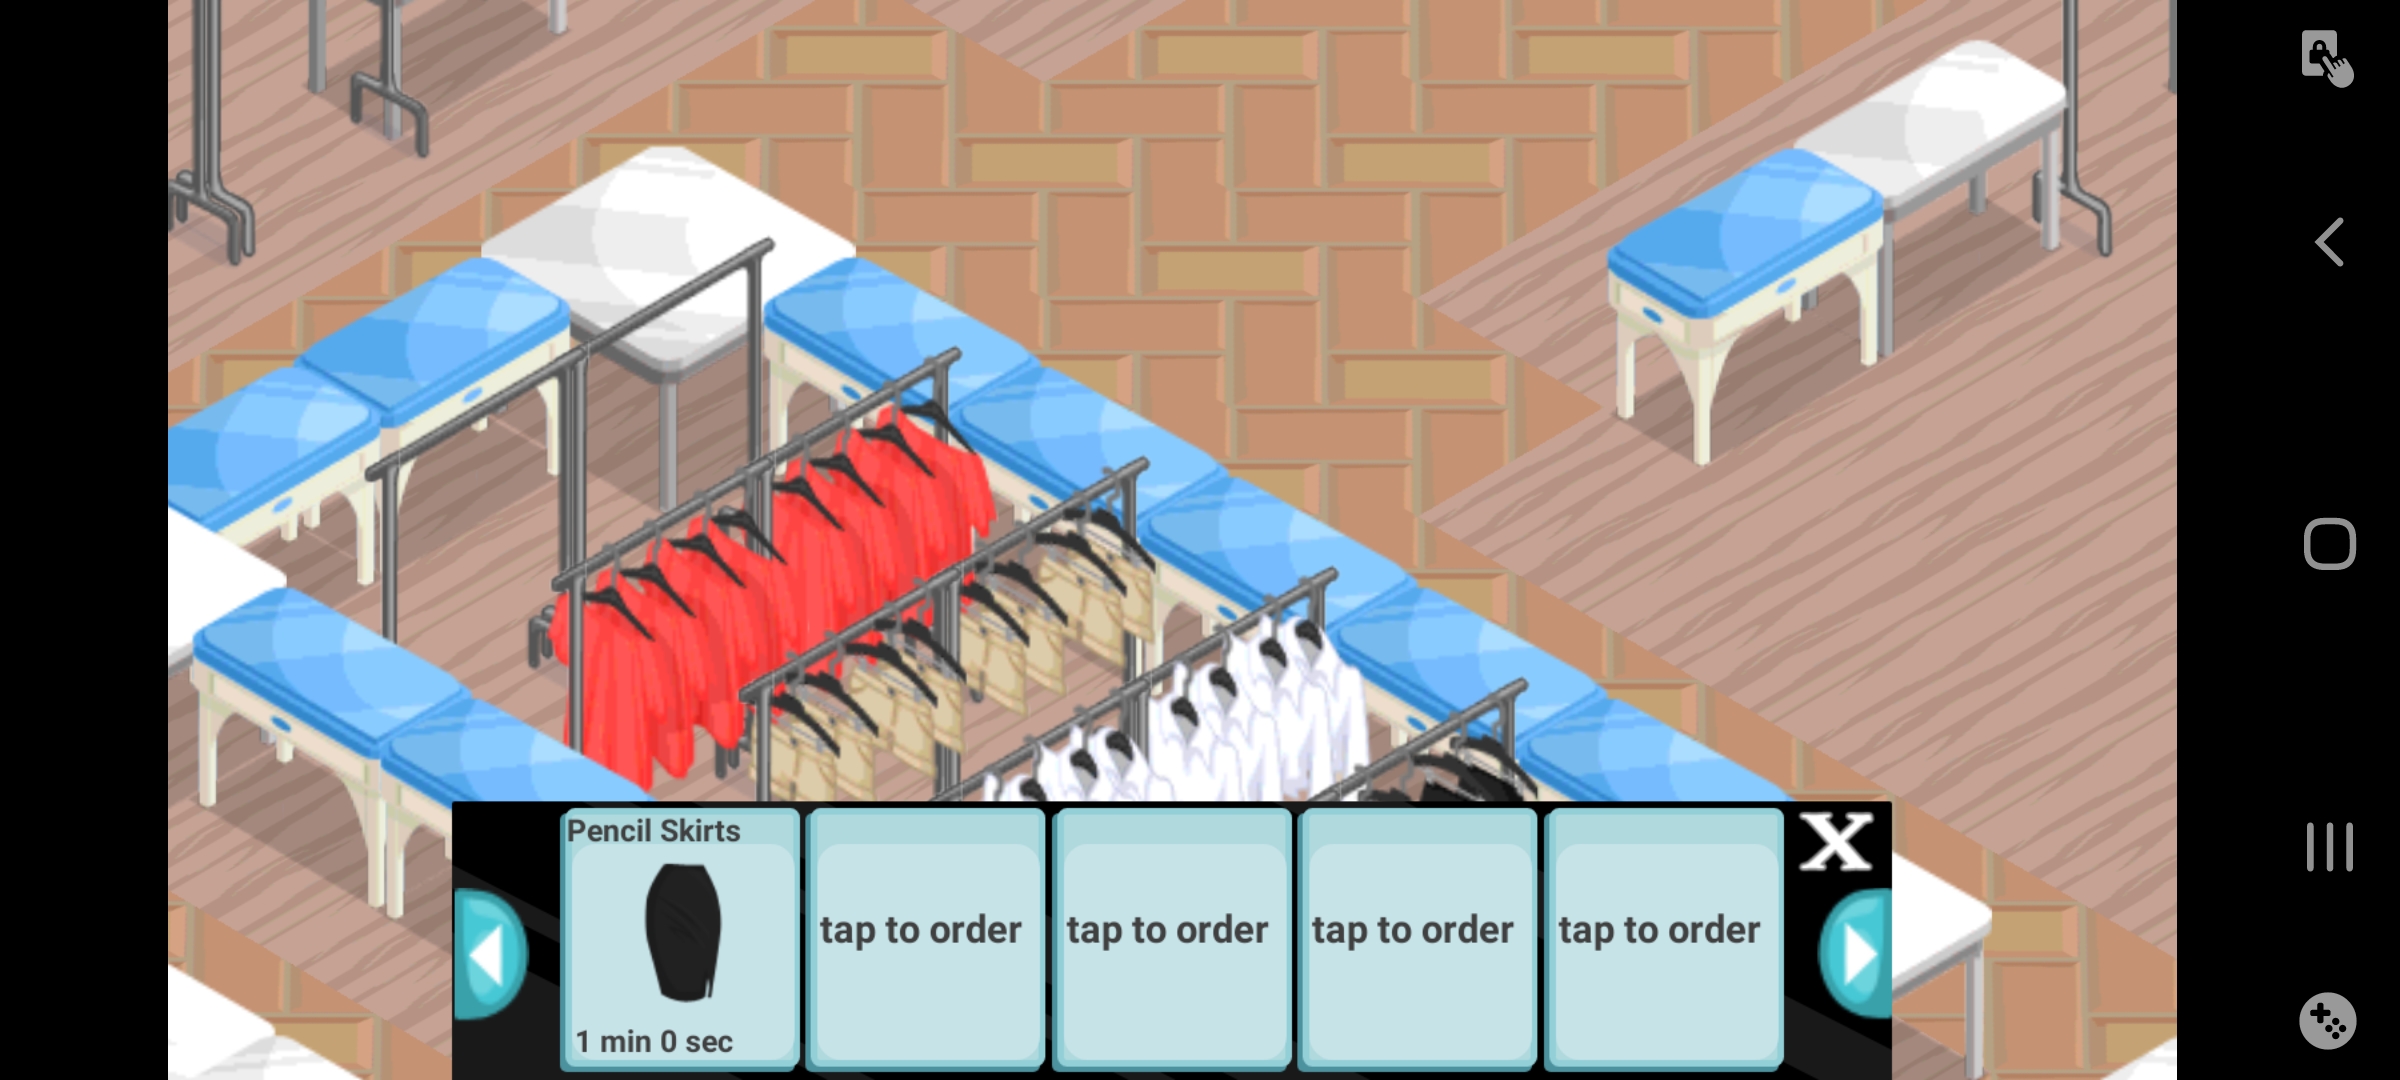 Pencil Skirts
1 min 0 sec
tap to order
tap to order
tap to order
tap to order
X